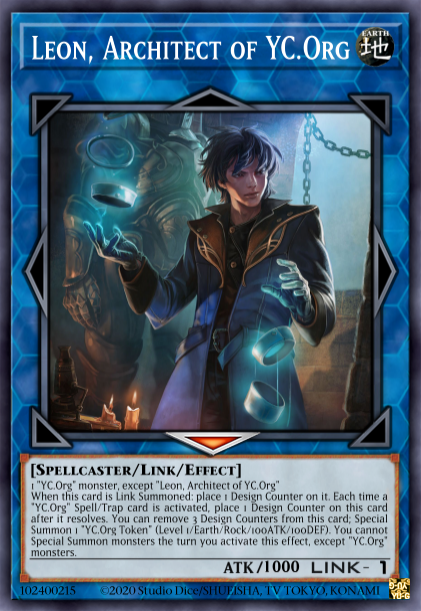 Leon, Architect of YC.Org
EARTH
地
[Spellcaster/Link/Effect]
1 "YC.Org" monster, except "Leon, Architect of YC.Org"
When this card is Link Summoned: place 1 Design Counter on it. Each time a
"YC.Org" Spell/Trap card is activated, place 1 Design Counter on this card
after it resolves. You can remove 3 Design Counters from this card; Special
Summon 1 "YC.Org Token" (Level 1/Earth/Rock/100ATK/100DEF). You cannot
Special Summon monsters the turn you activate this effect, except "YC.Org"
monsters.
ATK/1000 LINK-1
102400215 ©2020 Studio Dice/SHUEISHA, TV TOKYO, KONAMI